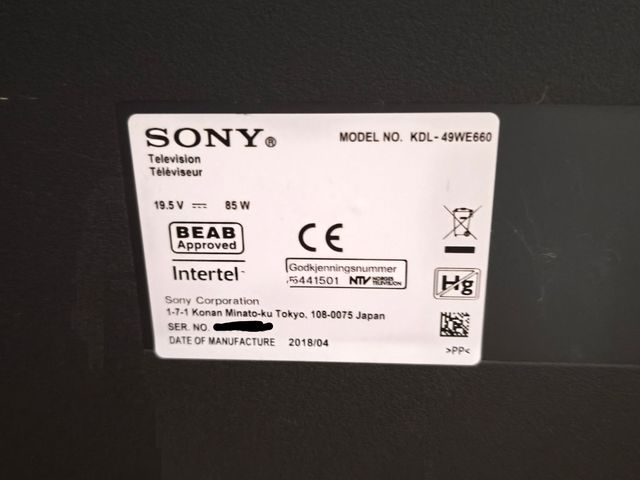 SONY®
MODEL NO. KDL-49WE660
Television
Téléviseur
19.5 V 85 W
BEAB
Approved
Intertek
CE
Godkjenningsnummer
5441501 NTV NORGES TELEVISION
Hg
Sony Corporation
1-7-1 Konan Minato-ku Tokyo, 108-0075 Japan
SER. NO.
DATE OF MANUFACTURE 2018/04
>PP<